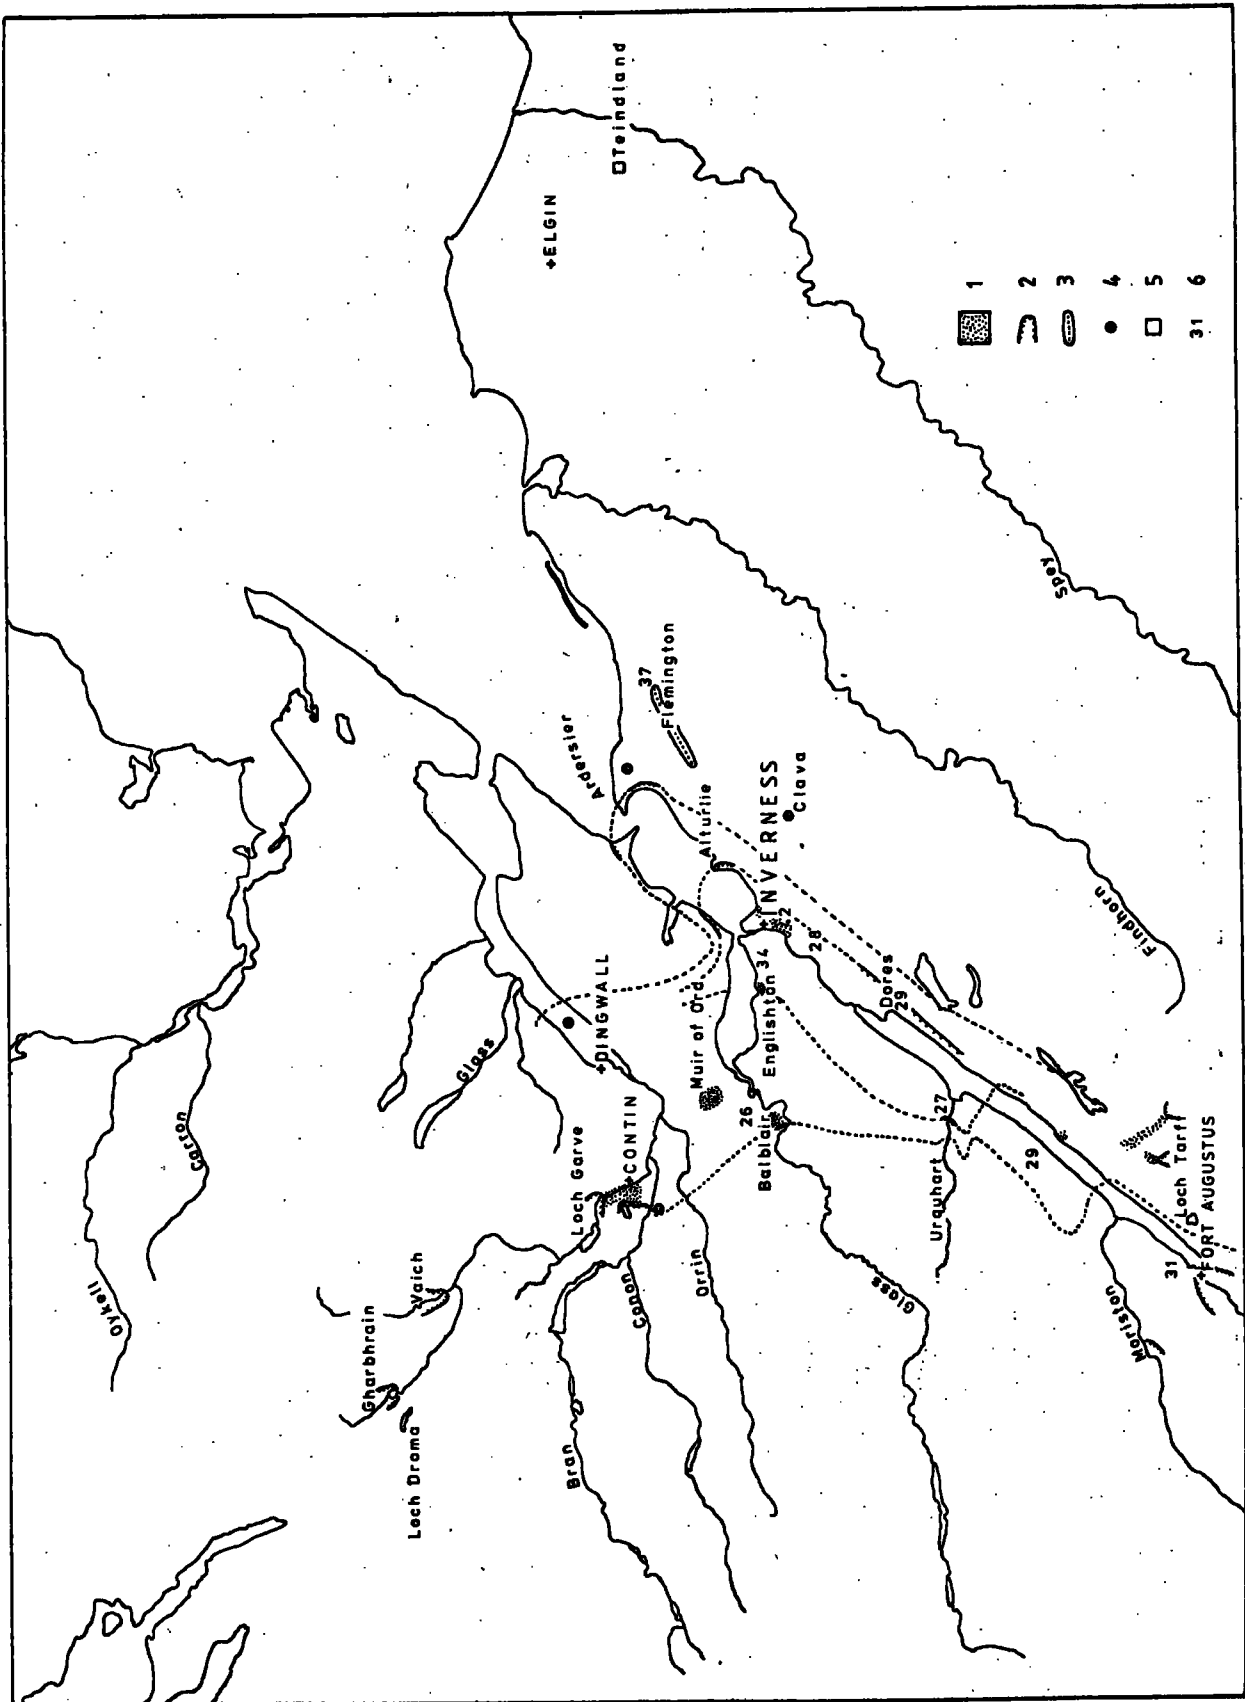 Teindland
+ELGIN
1
2
3
4
5
31 6
Spey
37
Flemington
Ardersier
Alturlie
INVERNESS
Clava
2
28
Findhorn
Dores
29
34
Englishton
Muir of Ord
DINGWALL
Glass
Carron
Oykell
26
Balblair
27
Urquhart
29
Loch Tarff
FORT AUGUSTUS
31
Moriston
CONTIN
Loch Garve
Vaich
Gharbhrain
Loch Droma
Conon
Orrin
Glass
Bran